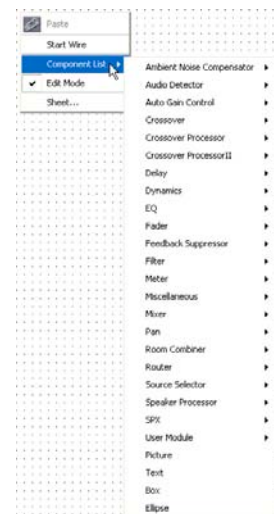 Paste
Start Wire
Component List
Edit Mode
Sheet...
Ambient Noise Compensator
Audio Detector
Auto Gain Control
Crossover
Crossover Processor
Crossover ProcessorII
Delay
Dynamics
EQ
Fader
Feedback Suppressor
Filter
Meter
Miscellaneous
Mixer
Pan
Room Combiner
Router
Source Selector
Speaker Processor
SPX
User Module
Picture
Text
Box
Ellipse